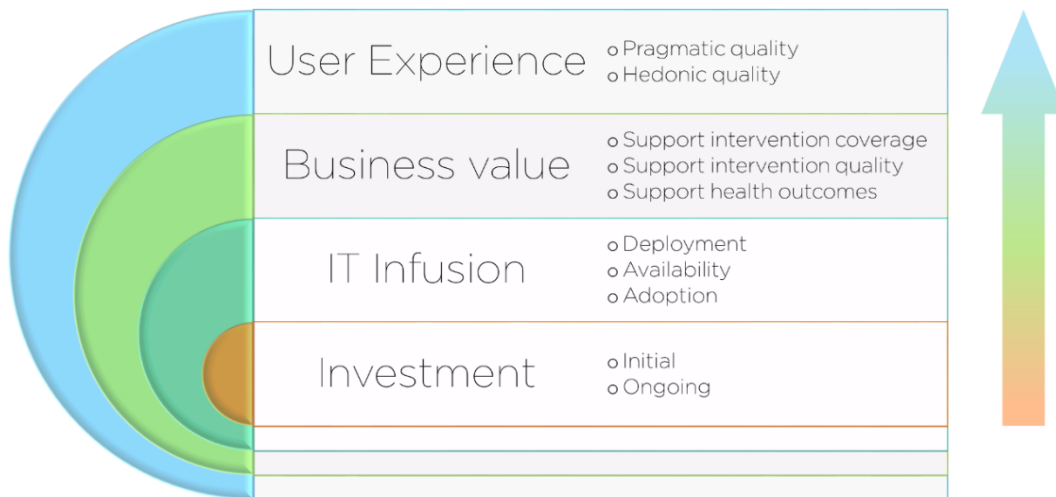 User Experience
o Pragmatic quality
o Hedonic quality
Business value
o Support intervention coverage
o Support intervention quality
o Support health outcomes
IT Infusion
o Deployment
o Availability
o Adoption
Investment
o Initial
o Ongoing